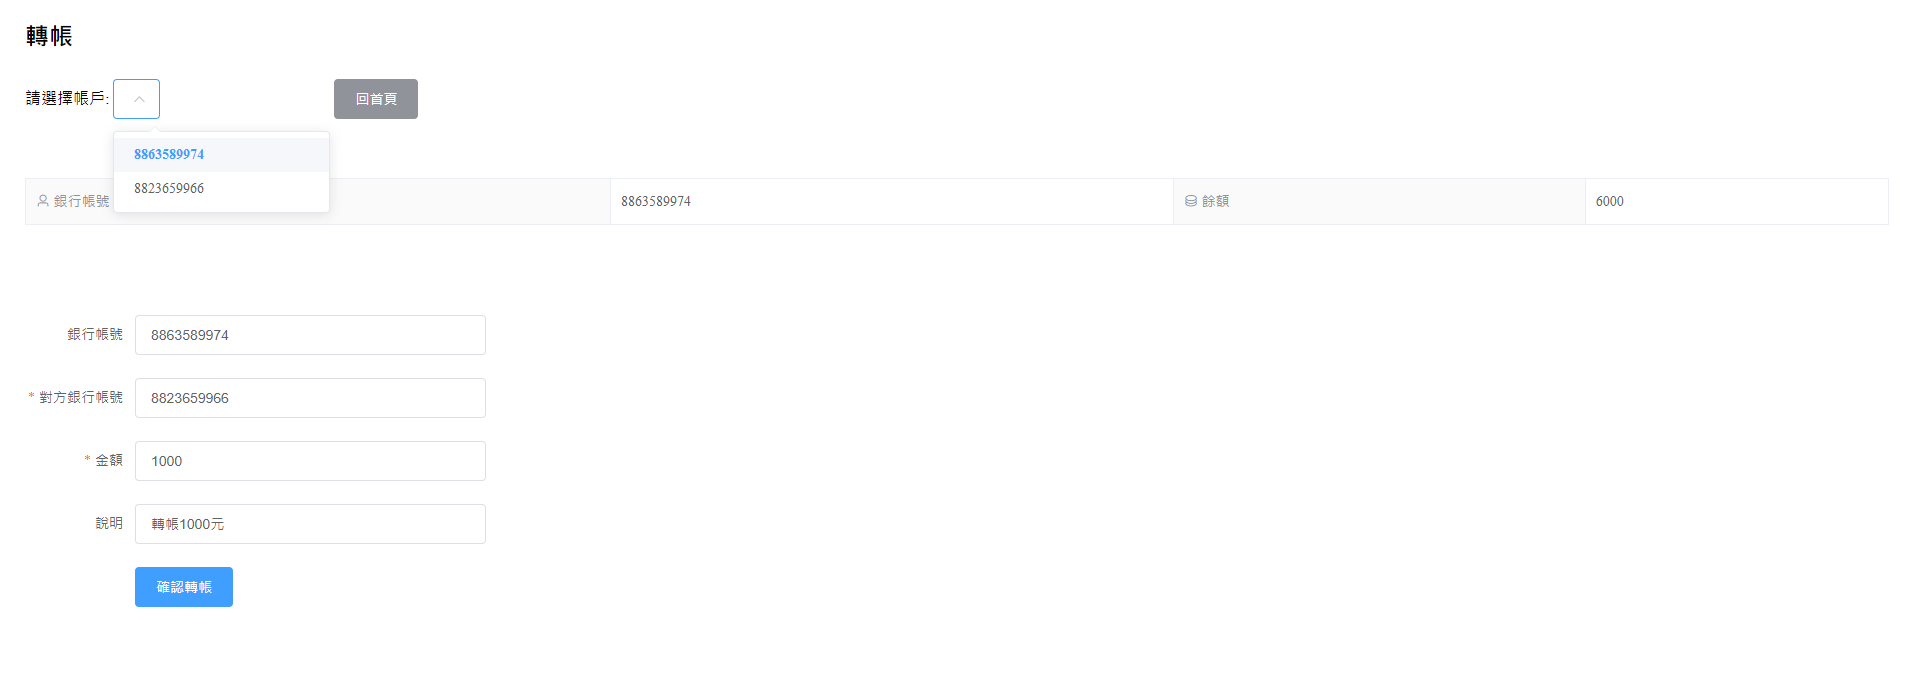 轉帳
請選擇帳戶:
回首頁
8863589974
8823659966
銀行帳號
8863589974
餘額
6000
銀行帳號
8863589974
* 對方銀行帳號
8823659966
* 金額
1000
說明
轉帳1000元
確認轉帳